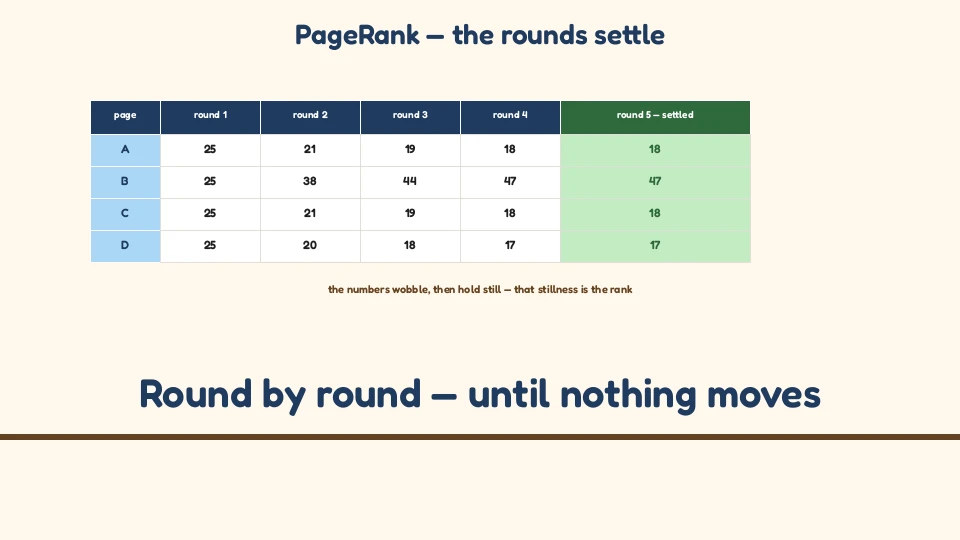 PageRank — the rounds settle
page round 1 round 2 round 3 round 4 round 5 — settled
A 25 21 19 18 18
B 25 38 44 47 47
C 25 21 19 18 18
D 25 20 18 17 17
the numbers wobble, then hold still — that stillness is the rank
Round by round — until nothing moves